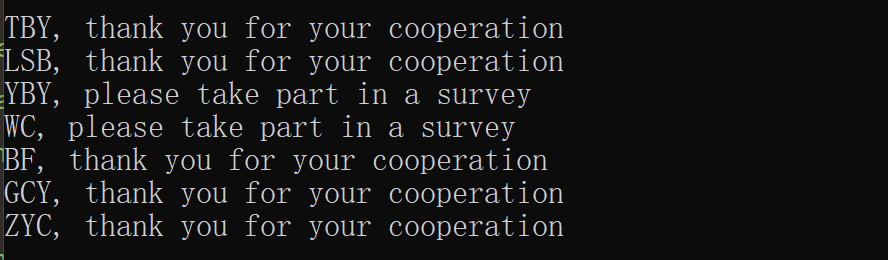 TBY, thank you for your cooperation
LSB, thank you for your cooperation
YBY, please take part in a survey
WC, please take part in a survey
BF, thank you for your cooperation
GCY, thank you for your cooperation
ZYC, thank you for your cooperation